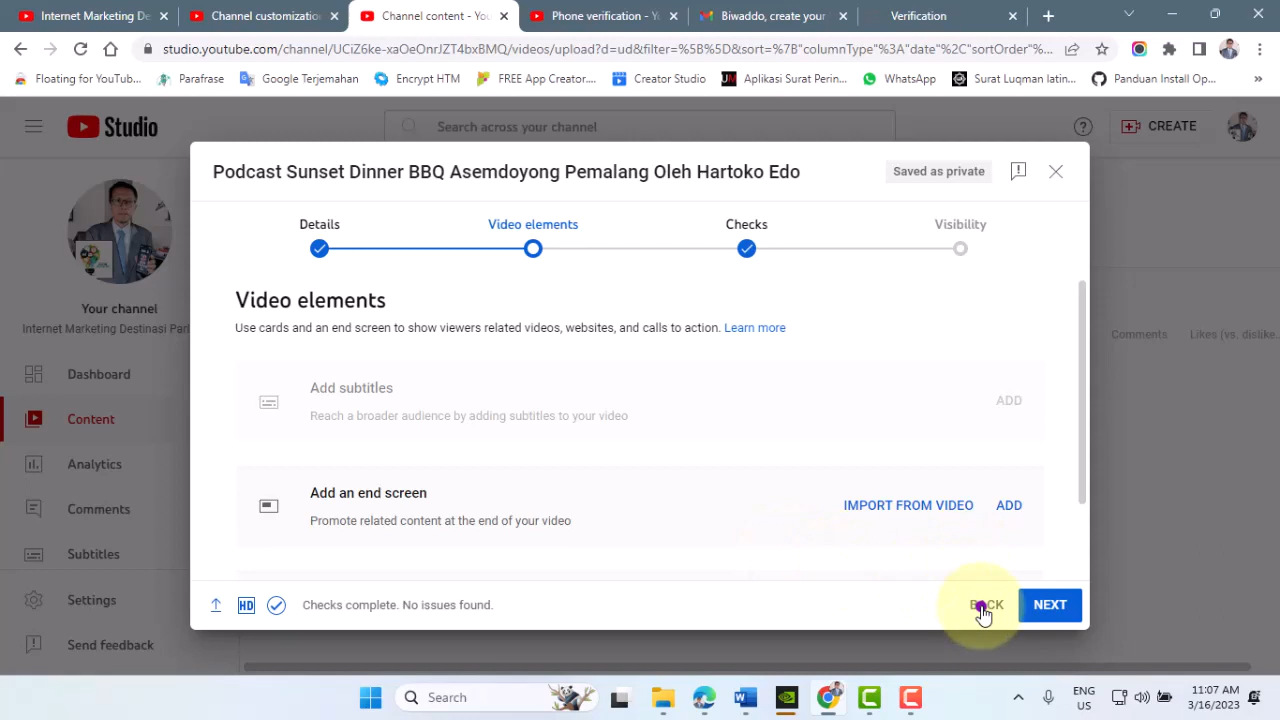 Internet Marketing De
Channel customization
Channel content - You
Phone verification - Yo
Biwaddo, create your
Verification
studio.youtube.com/channel/UCiZ6ke-xaOeOnrJZT4bxBMQ/videos/upload?d=ud&filter=%5B%5D&sort=%7B"columnType"%3A"date"%2C"sortOrder"%...
Floating for YouTub...
Parafrase
Google Terjemahan
Encrypt HTM
FREE App Creator....
Creator Studio
Aplikasi Surat Perin...
WhatsApp
Surat Luqman latin...
Panduan Install Op...
Studio
Search across your channel
CREATE
Podcast Sunset Dinner BBQ Asemdoyong Pemalang Oleh Hartoko Edo
Saved as private
Details
Video elements
Checks
Visibility
Your channel
Internet Marketing Destinasi Pari
Dashboard
Content
Analytics
Comments
Subtitles
Settings
Send feedback
Video elements
Use cards and an end screen to show viewers related videos, websites, and calls to action. Learn more
Add subtitles
Reach a broader audience by adding subtitles to your video
ADD
Add an end screen
Promote related content at the end of your video
IMPORT FROM VIDEO
ADD
Comments
Likes (vs. dislike...
HD
Checks complete. No issues found.
BACK
NEXT
Search
ENG
US
11:07 AM
3/16/2023